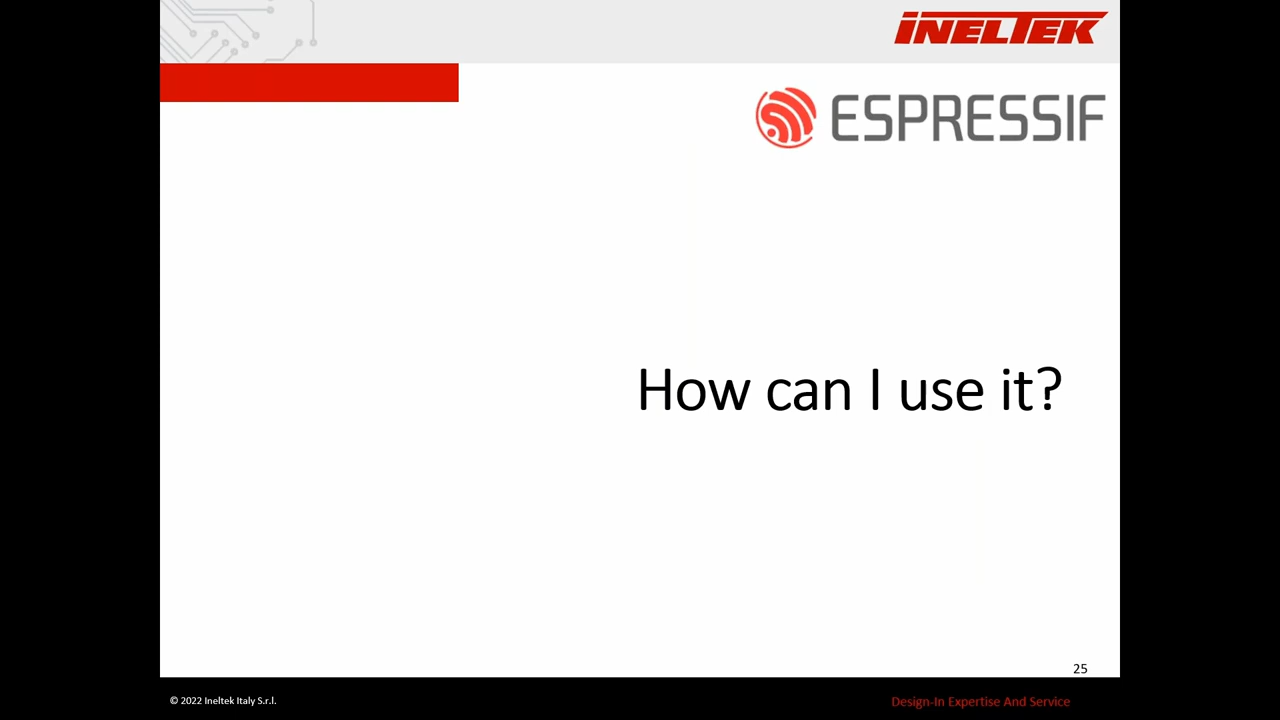 INELTEK
ESPRESSIF
How can I use it?
25
© 2022 Ineltek Italy S.r.l.
Design-In Expertise And Service